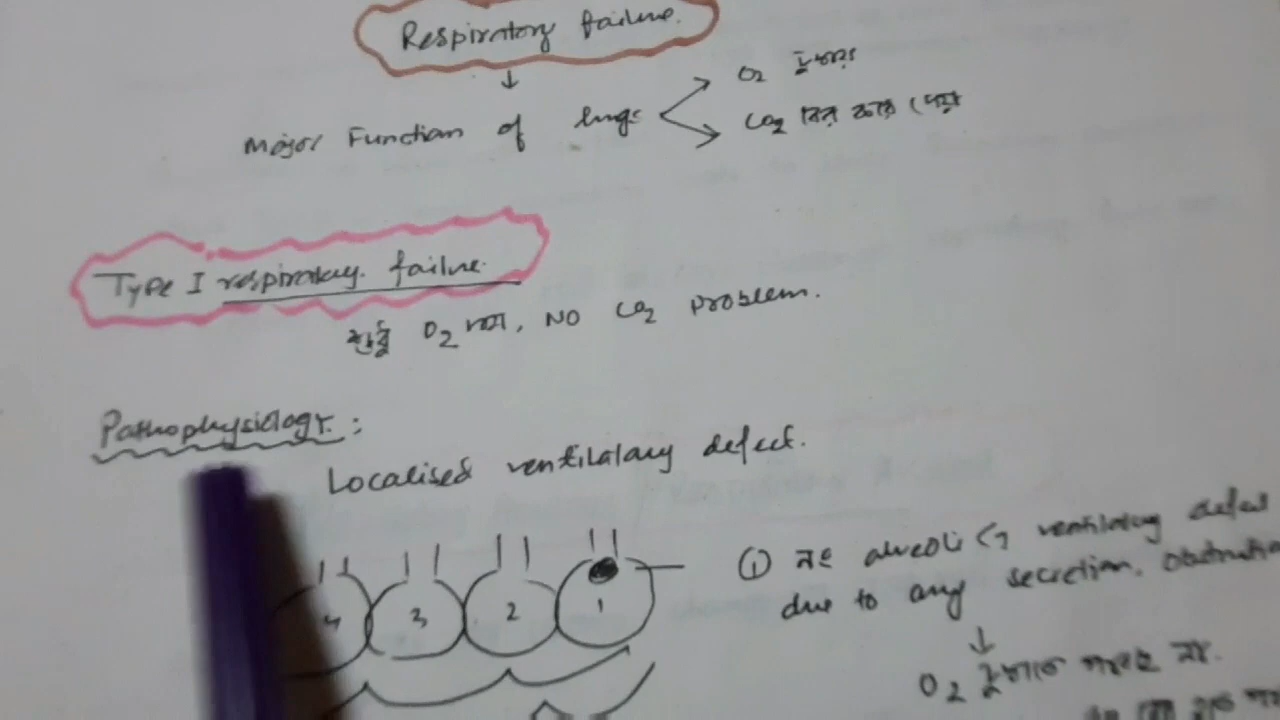 Respiratory failure.
↓
Major Function of lungs
O2 ঢুকানো
CO2 বের করে দেয়া
Type I respiratory failure
শুধু O2 কম, NO CO2 problem.
Pathophysiology:
Localised ventilatory defect.
4 3 2 1
① নং alveoli তে ventilatory defect
due to any secretion, obstruction
↓
O2 ঢুকতে পারছে না.